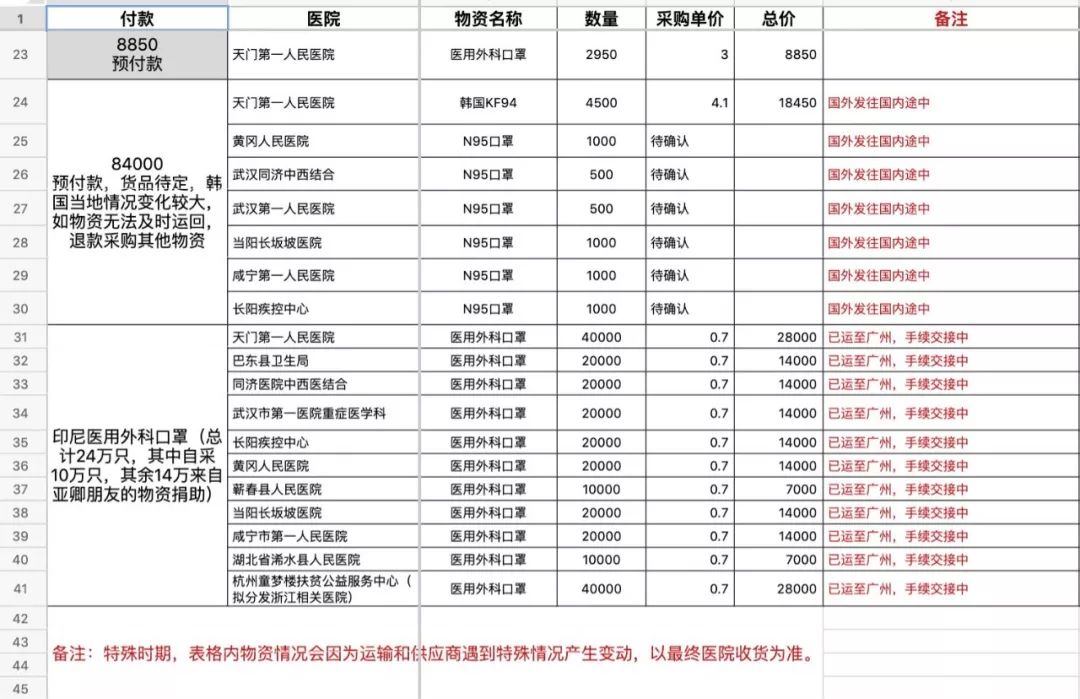 1 付款 医院 物资名称 数量 采购单价 总价 备注
23 8850 天门第一人民医院 医用外科口罩 2950 3 8850
预付款
24 天门第一人民医院 韩国KF94 4500 4.1 18450 国外发往国内途中
25 黄冈人民医院 N95口罩 1000 待确认 国外发往国内途中
84000
预付款，货品待定，韩
国当地情况变化较大，
如物资无法及时运回，
退款采购其他物资
26 武汉同济中西结合 N95口罩 500 待确认 国外发往国内途中
27 武汉第一人民医院 N95口罩 500 待确认 国外发往国内途中
28 当阳长坂坡医院 N95口罩 1000 待确认 国外发往国内途中
29 咸宁第一人民医院 N95口罩 1000 待确认 国外发往国内途中
30 长阳疾控中心 N95口罩 1000 待确认 国外发往国内途中
31 天门第一人民医院 医用外科口罩 40000 0.7 28000 已运至广州，手续交接中
32 巴东县卫生局 医用外科口罩 20000 0.7 14000 已运至广州，手续交接中
33 同济医院中西医结合 医用外科口罩 20000 0.7 14000 已运至广州，手续交接中
34 武汉市第一医院重症医学科 医用外科口罩 20000 0.7 14000 已运至广州，手续交接中
印尼医用外科口罩（总
计24万只，其中自采
10万只，其余14万来自
亚卿朋友的物资捐助）
35 长阳疾控中心 医用外科口罩 20000 0.7 14000 已运至广州，手续交接中
36 黄冈人民医院 医用外科口罩 20000 0.7 14000 已运至广州，手续交接中
37 蕲春县人民医院 医用外科口罩 10000 0.7 7000 已运至广州，手续交接中
38 当阳长坂坡医院 医用外科口罩 20000 0.7 14000 已运至广州，手续交接中
39 咸宁市第一人民医院 医用外科口罩 20000 0.7 14000 已运至广州，手续交接中
40 湖北省浠水县人民医院 医用外科口罩 10000 0.7 7000 已运至广州，手续交接中
41 杭州童梦楼扶贫公益服务中心（ 医用外科口罩 40000 0.7 28000 已运至广州，手续交接中
拟分发浙江相关医院）
42
43
备注：特殊时期，表格内物资情况会因为运输和供应商遇到特殊情况产生变动，以最终医院收货为准。
44
45